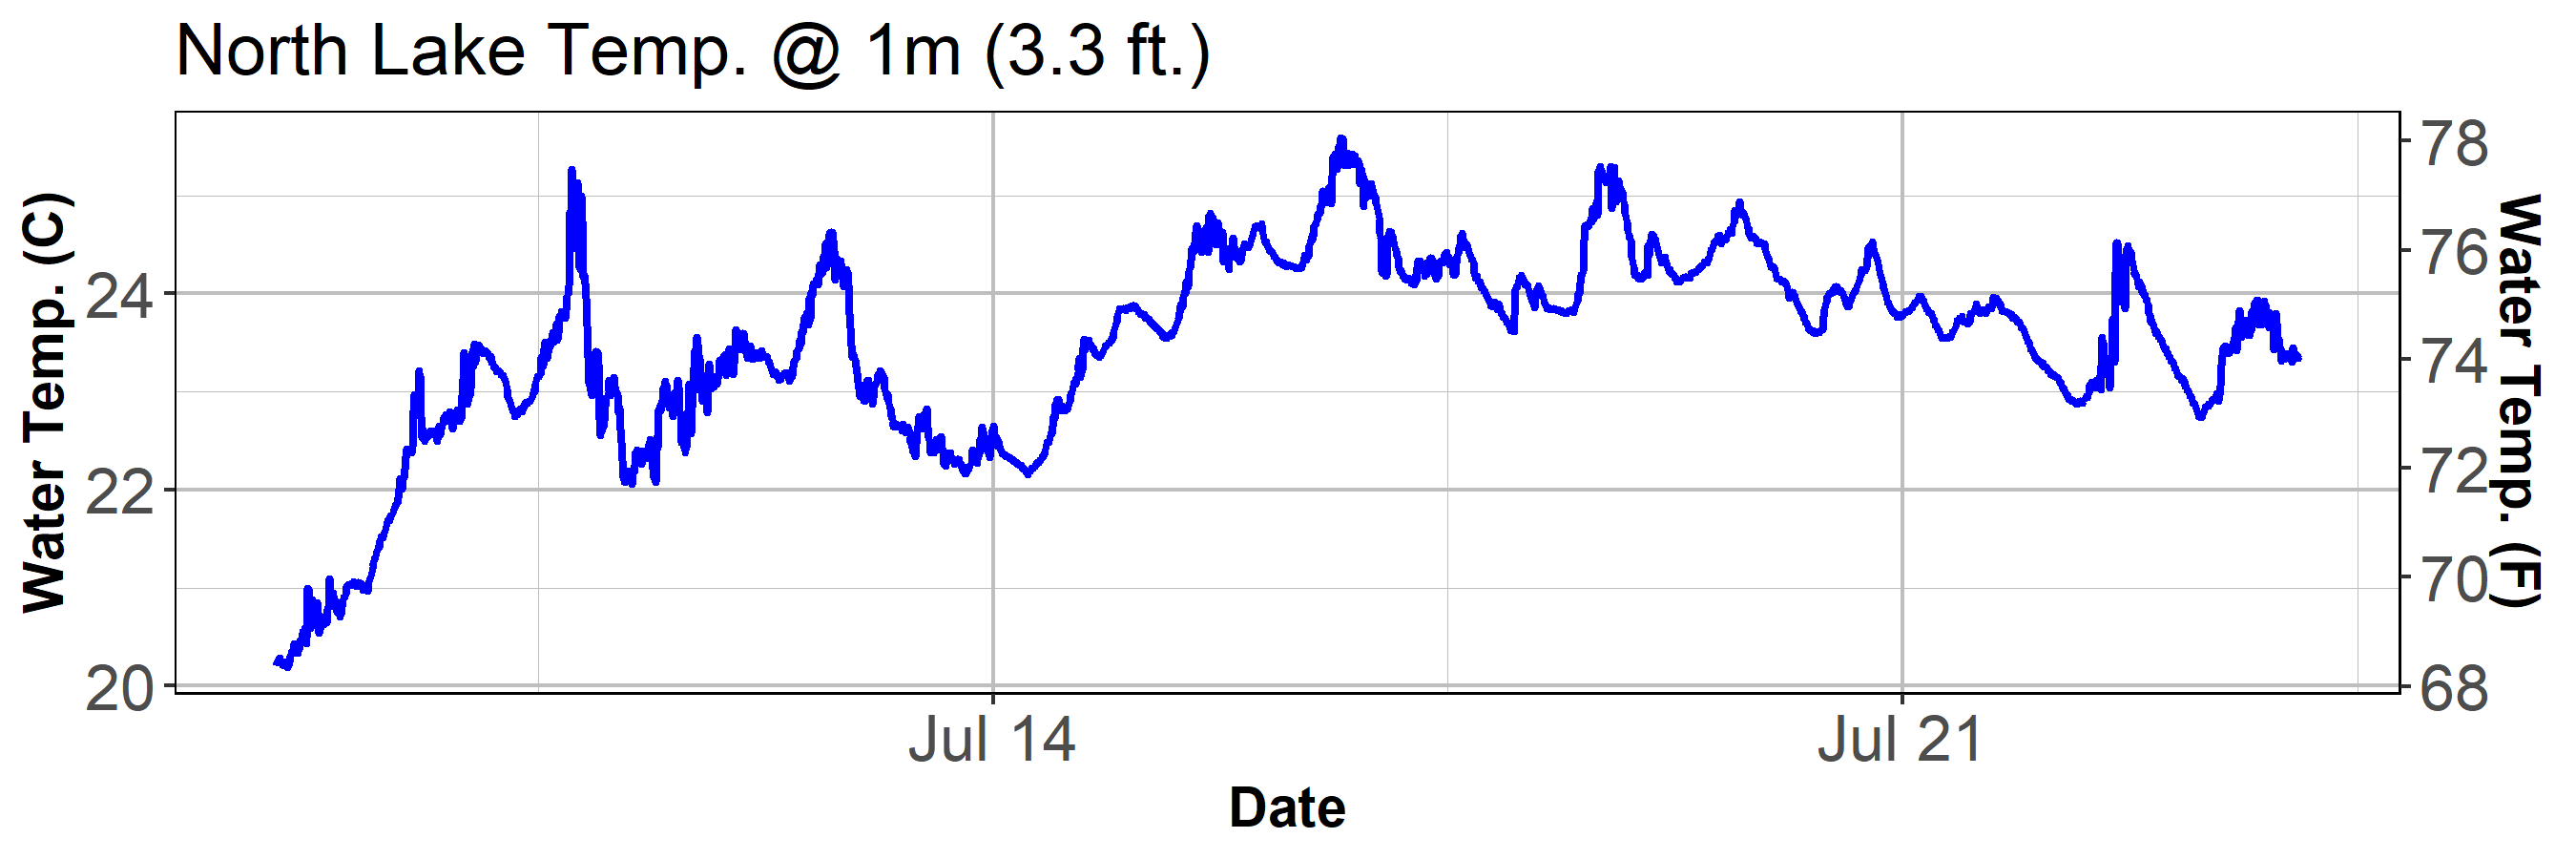 North Lake Temp. @ 1m (3.3 ft.)
Water Temp. (C)
24
22
20
78
76
74
72
70
68
Water Temp. (F)
Jul 14
Jul 21
Date